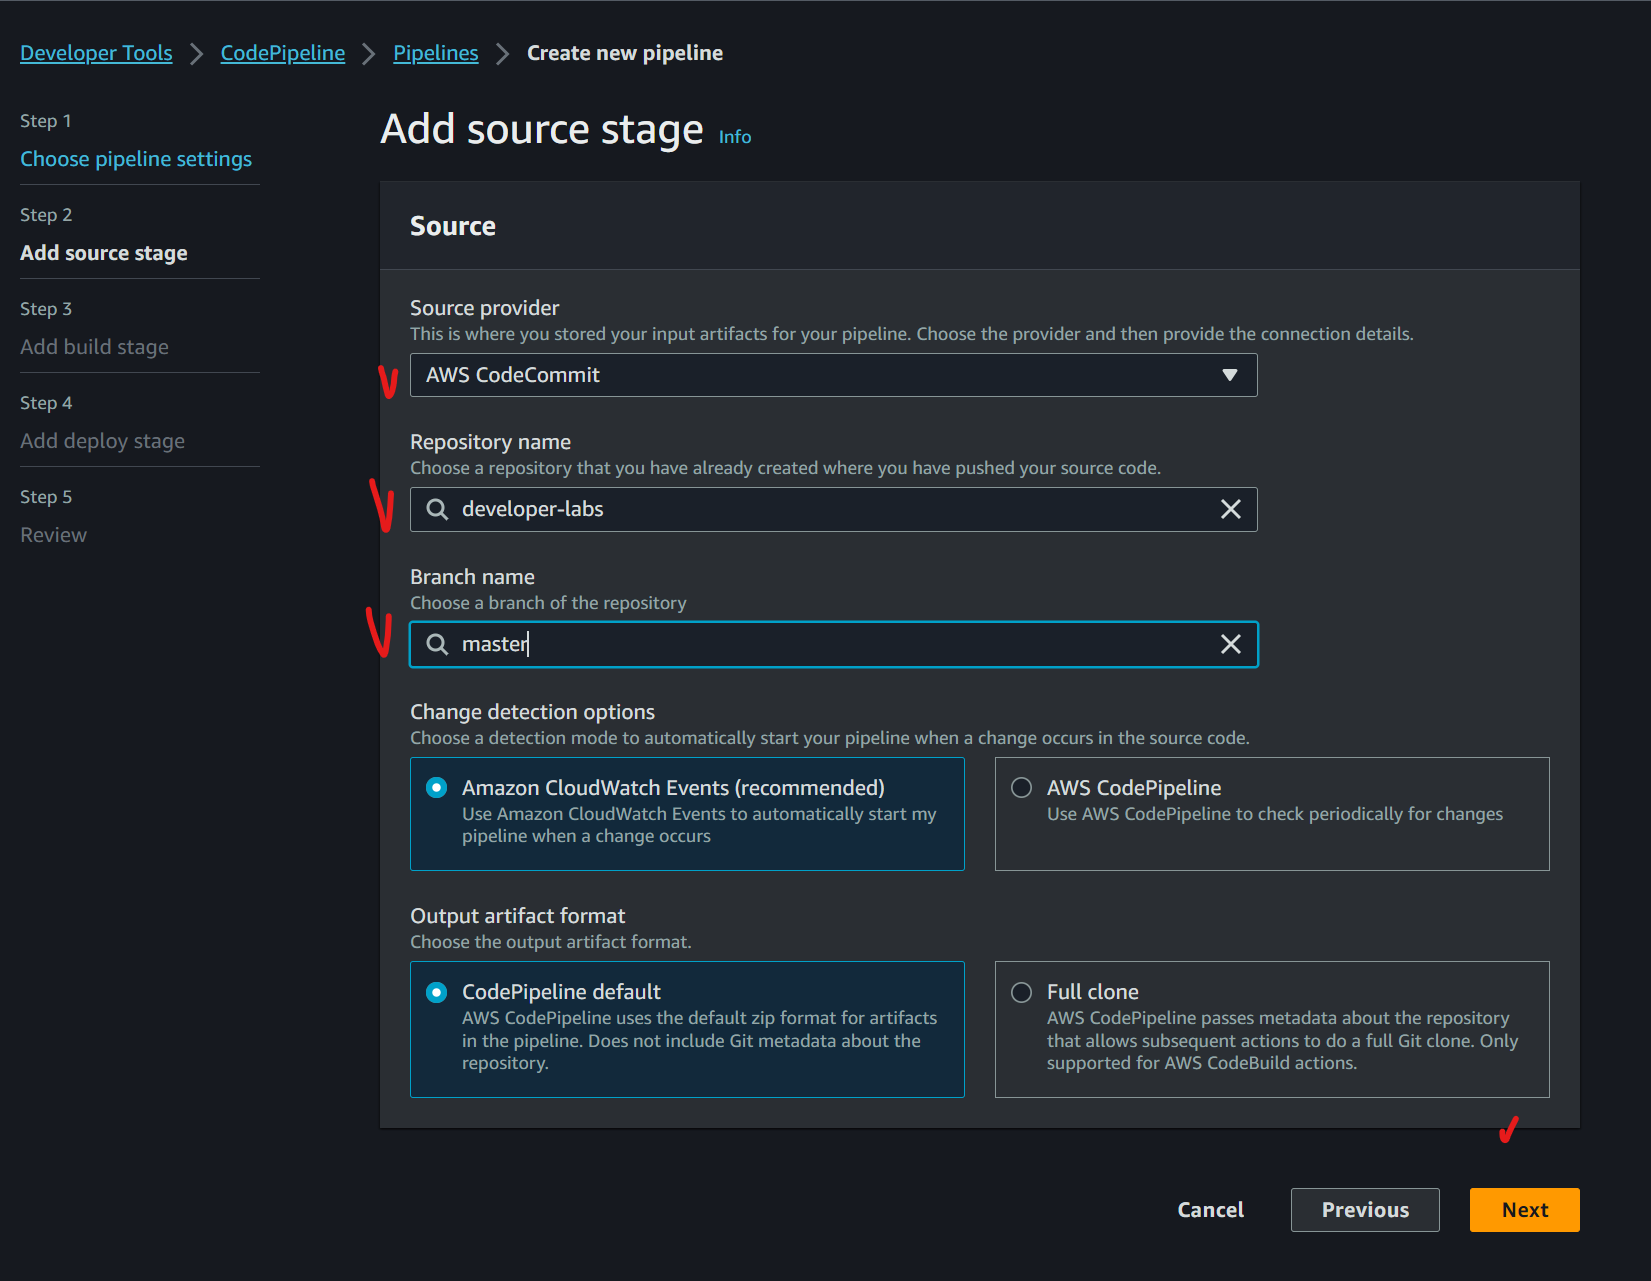 Developer Tools > CodePipeline > Pipelines > Create new pipeline
Step 1
Choose pipeline settings
Step 2
Add source stage
Step 3
Add build stage
Step 4
Add deploy stage
Step 5
Review
Add source stage Info
Source
Source provider
This is where you stored your input artifacts for your pipeline. Choose the provider and then provide the connection details.
AWS CodeCommit
Repository name
Choose a repository that you have already created where you have pushed your source code.
developer-labs
Branch name
Choose a branch of the repository
master
Change detection options
Choose a detection mode to automatically start your pipeline when a change occurs in the source code.
Amazon CloudWatch Events (recommended)
Use Amazon CloudWatch Events to automatically start my
pipeline when a change occurs
AWS CodePipeline
Use AWS CodePipeline to check periodically for changes
Output artifact format
Choose the output artifact format.
CodePipeline default
AWS CodePipeline uses the default zip format for artifacts
in the pipeline. Does not include Git metadata about the
repository.
Full clone
AWS CodePipeline passes metadata about the repository
that allows subsequent actions to do a full Git clone. Only
supported for AWS CodeBuild actions.
Cancel Previous Next